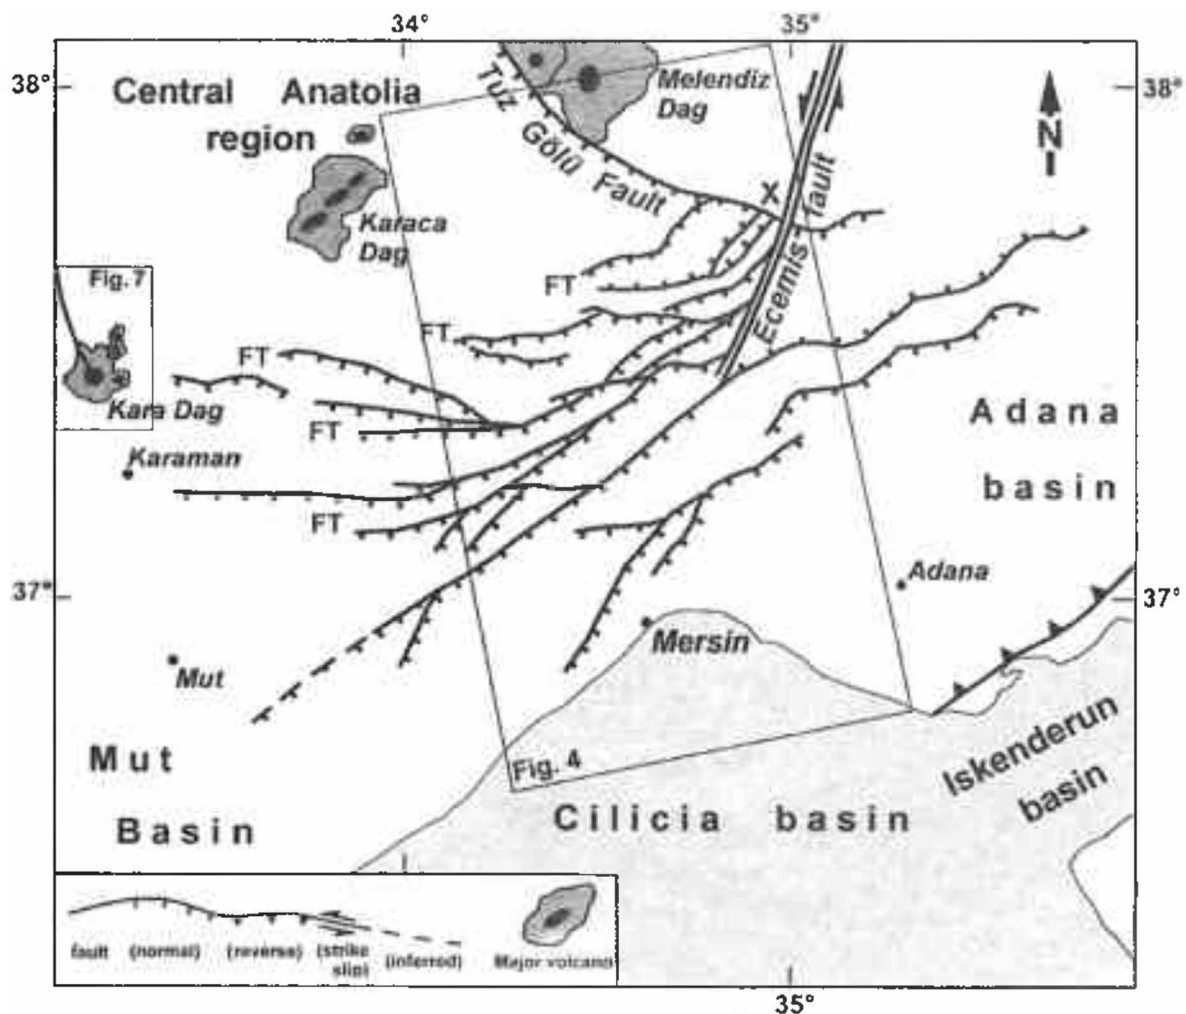 34°
35°
38°
38°
Central Anatolia
region
Melendiz
Dag
Tuz Gölü Fault
N
Karaca
Dag
X
Ecemis-fault
Fig. 7
FT
FT
FT
Kara Dag
FT
Adana
basin
Karaman
FT
37°
37°
Adana
Mersin
Mut
Mut
Basin
Fig. 4
Cilicia basin
Iskenderun
basin
fault (normal) (reverse) (strike
slip)
(inferred)
Major volcano
35°